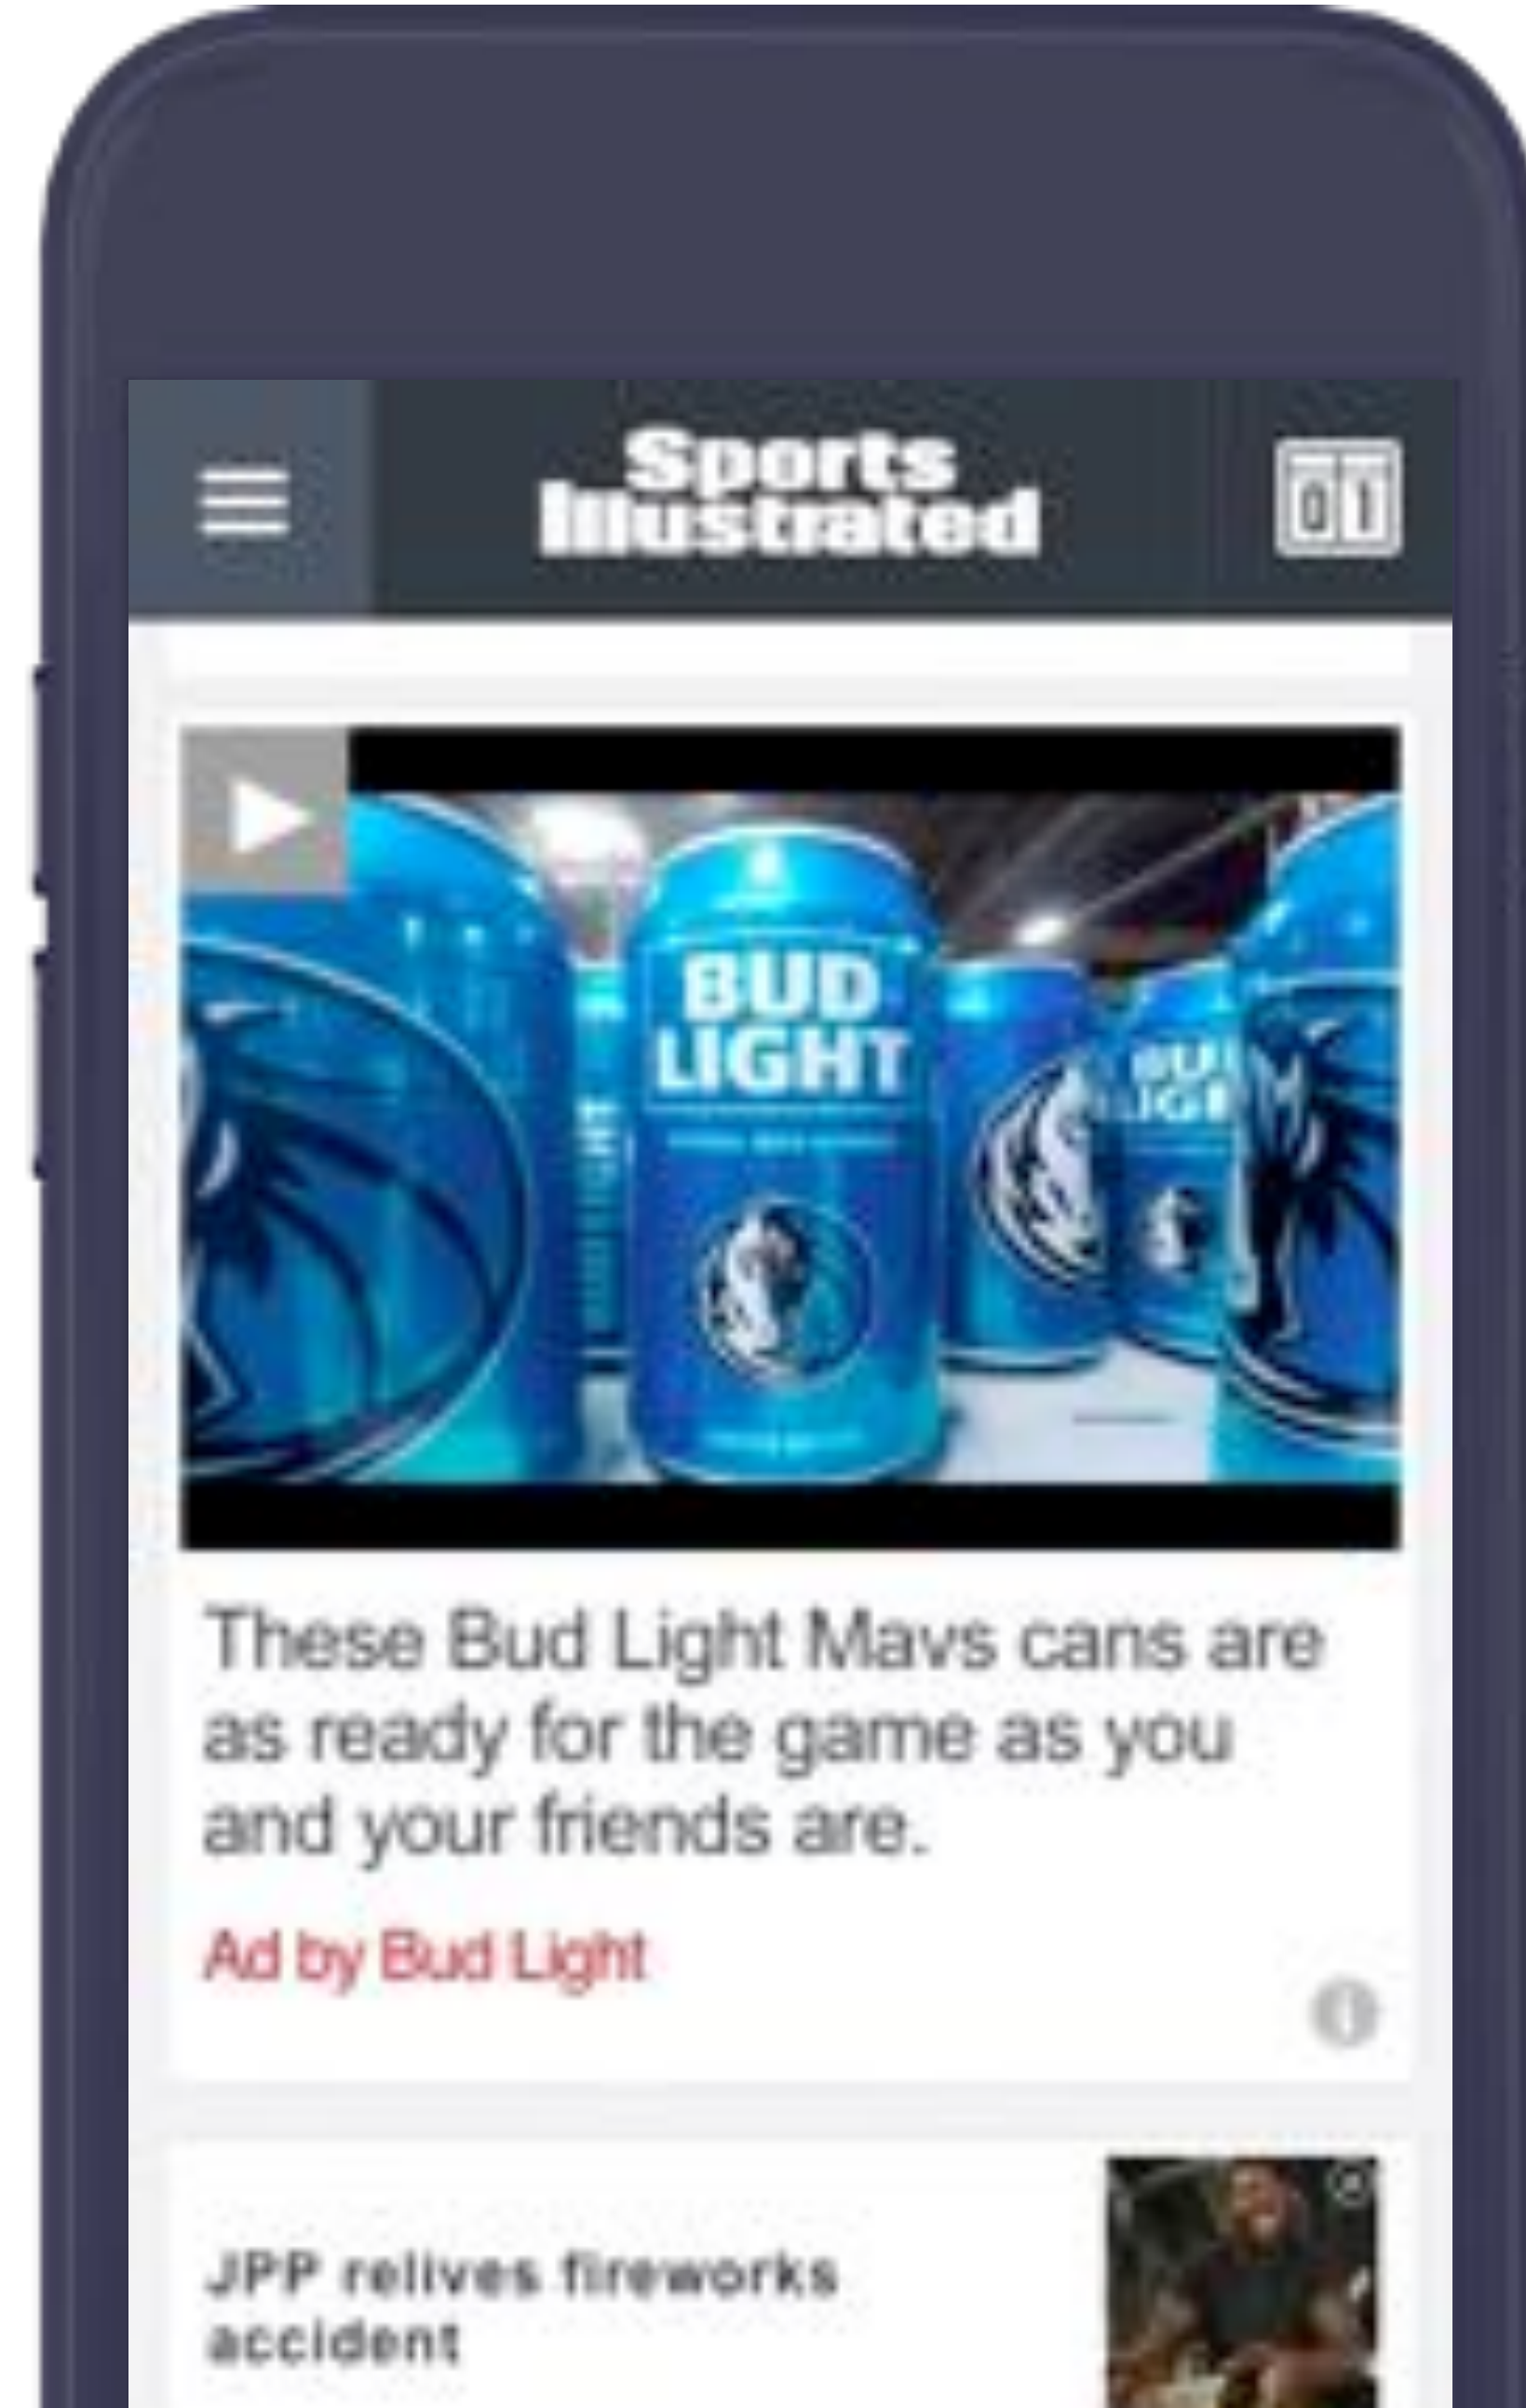 Sports
Illustrated
01
BUD
LIGHT
These Bud Light Mavs cans are
as ready for the game as you
and your friends are.
Ad by Bud Light
JPP relives fireworks
accident